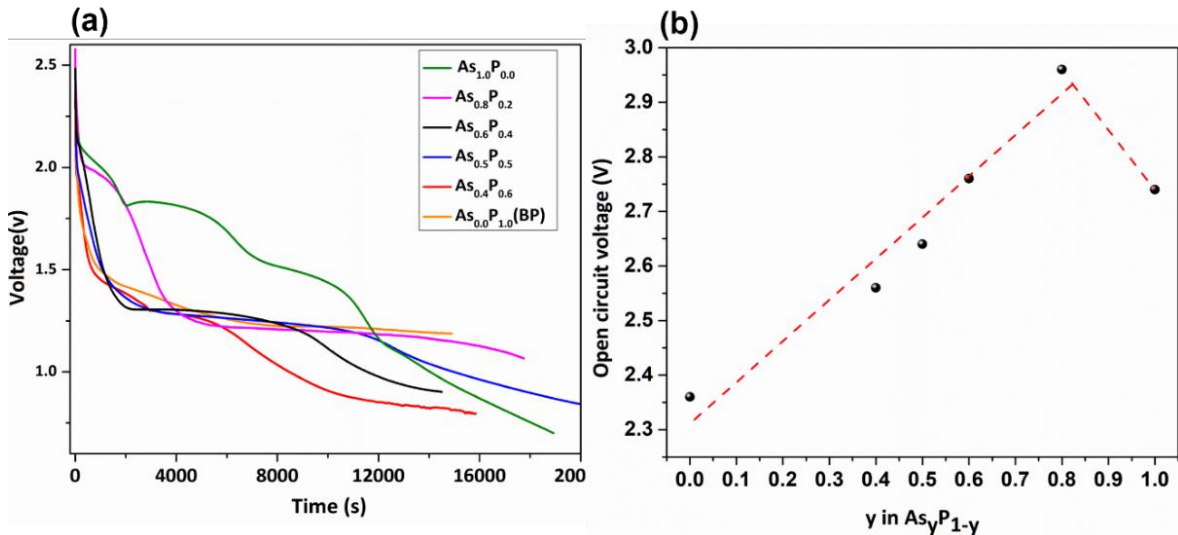 (a)
2.5
2.0
1.5
1.0
Voltage(v)
As1.0P0.0
As0.8P0.2
As0.6P0.4
As0.5P0.5
As0.4P0.6
As0.0P1.0(BP)
0 4000 8000 12000 16000 200
Time (s)
(b)
3.0
2.9
2.8
2.7
2.6
2.5
2.4
2.3
Open circuit voltage (V)
0.0 0.1 0.2 0.3 0.4 0.5 0.6 0.7 0.8 0.9 1.0
y in AsyP1-y